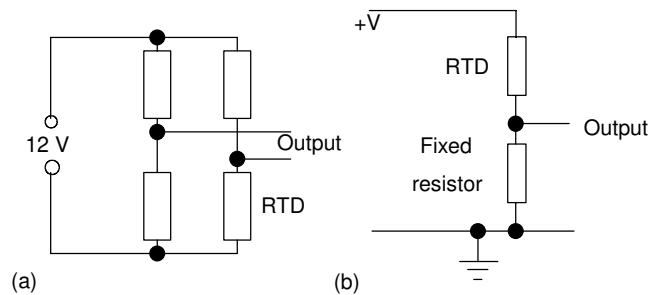 12 V
Output
RTD
(a)
+V
RTD
Output
Fixed
resistor
(b)